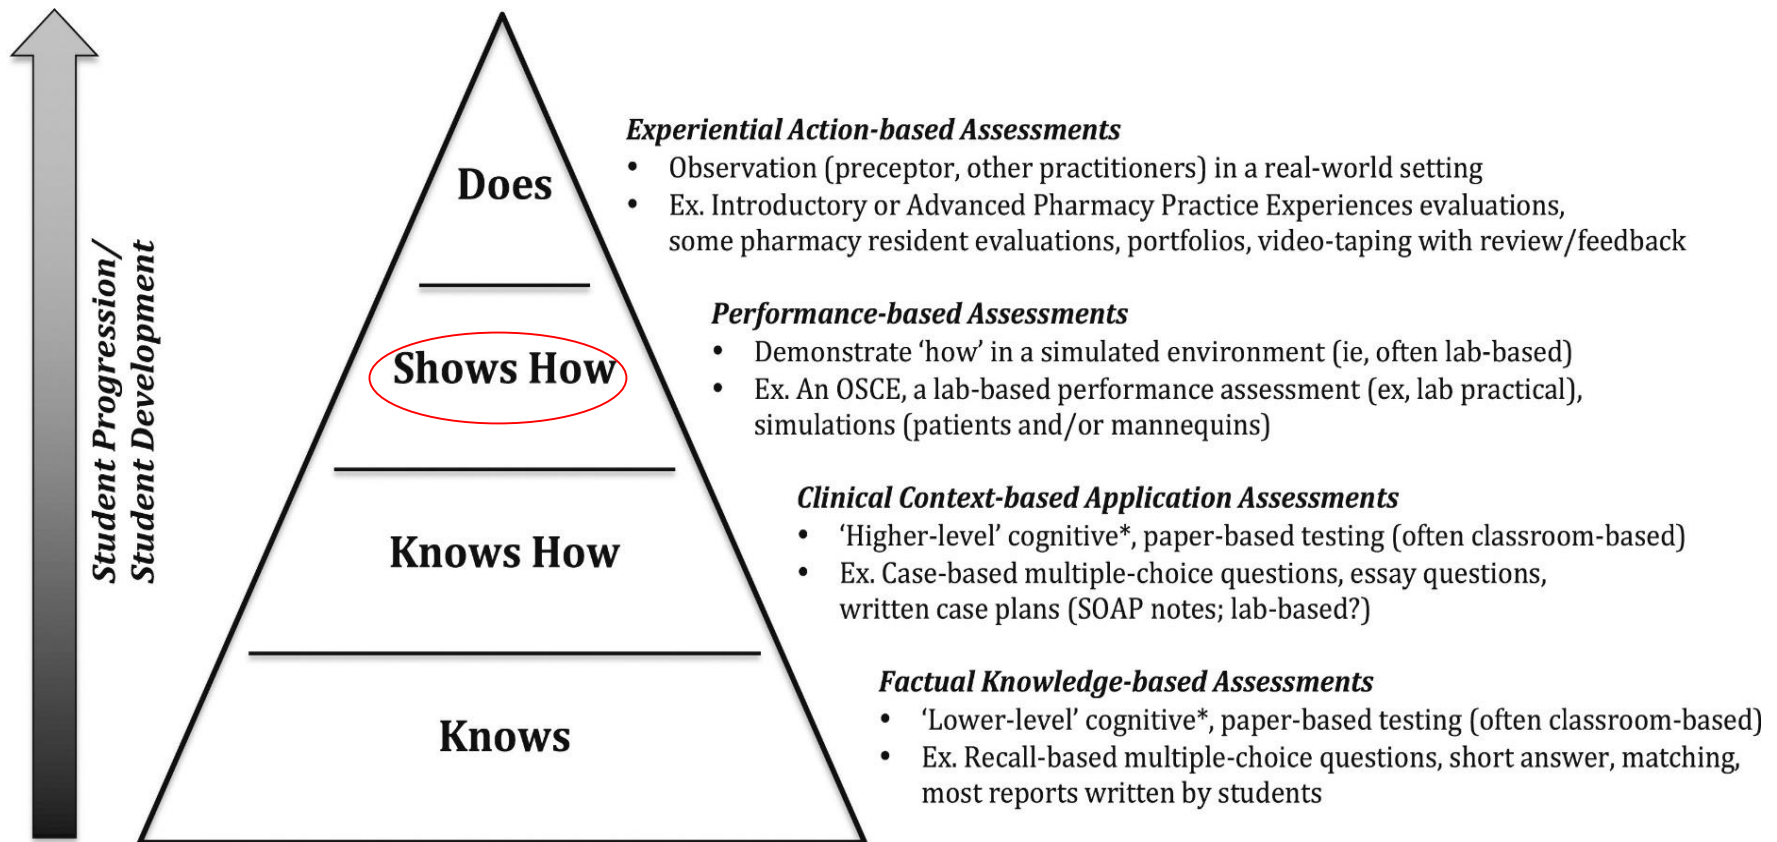 Student Progression/
Student Development
Does
Experiential Action-based Assessments
• Observation (preceptor, other practitioners) in a real-world setting
• Ex. Introductory or Advanced Pharmacy Practice Experiences evaluations,
some pharmacy resident evaluations, portfolios, video-taping with review/feedback
Shows How
Performance-based Assessments
• Demonstrate ‘how’ in a simulated environment (ie, often lab-based)
• Ex. An OSCE, a lab-based performance assessment (ex, lab practical),
simulations (patients and/or mannequins)
Knows How
Clinical Context-based Application Assessments
• ‘Higher-level’ cognitive*, paper-based testing (often classroom-based)
• Ex. Case-based multiple-choice questions, essay questions,
written case plans (SOAP notes; lab-based?)
Knows
Factual Knowledge-based Assessments
• ‘Lower-level’ cognitive*, paper-based testing (often classroom-based)
• Ex. Recall-based multiple-choice questions, short answer, matching,
most reports written by students